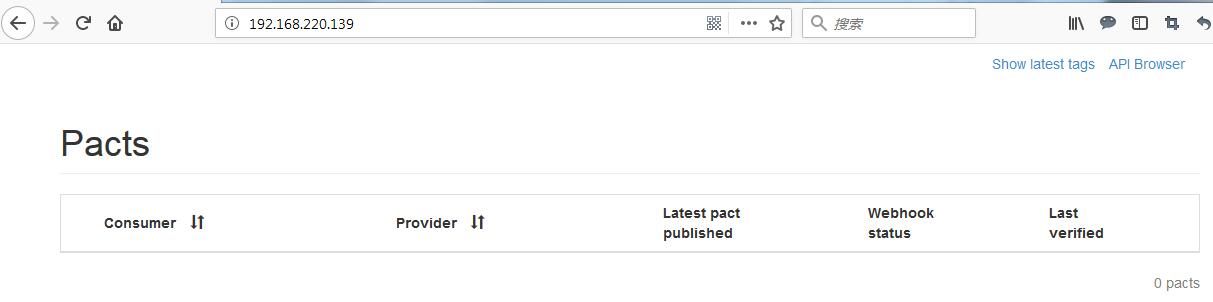 192.168.220.139
搜索
Show latest tags API Browser
Pacts
Consumer Provider Latest pact published Webhook status Last verified
0 pacts